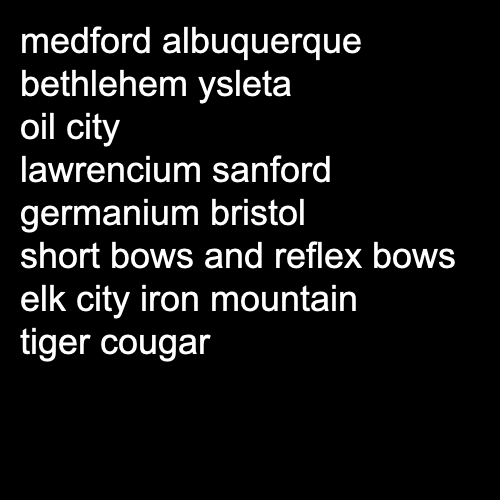 medford albuquerque
bethlehem ysleta
oil city
lawrencium sanford
germanium bristol
short bows and reflex bows
elk city iron mountain
tiger cougar